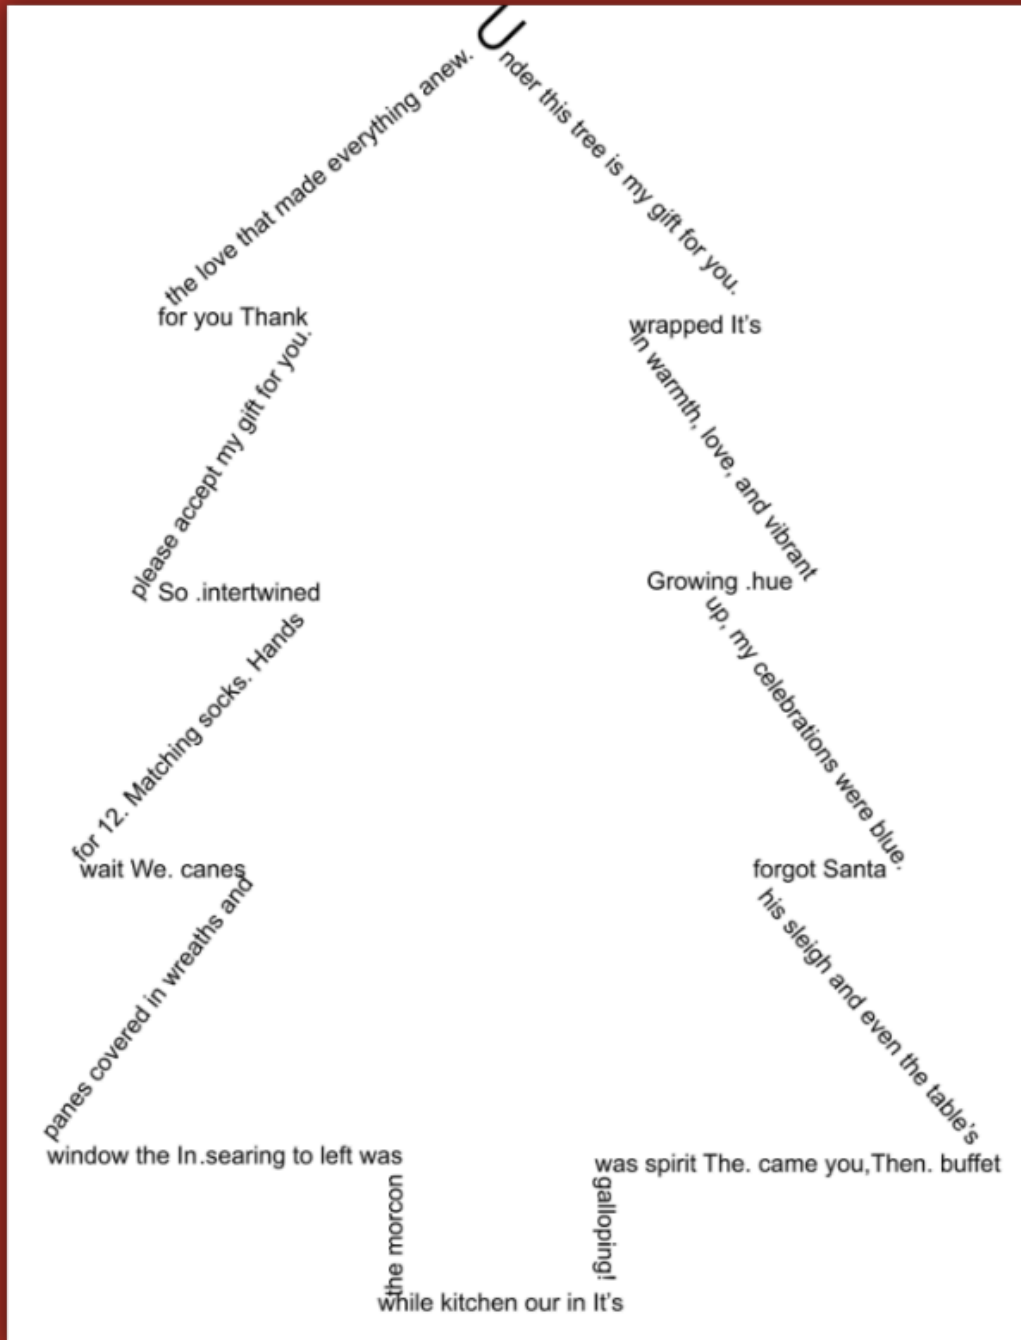 Under this tree is my gift for you.
wrapped It's
in warmth, love, and vibrant
Growing .hue
up, my celebrations were blue.
forgot Santa
his sleigh and even the table's
was spirit The. came you,Then. buffet
galloping!
while kitchen our in It's
the morcon
window the In.searing to left was
panes covered in wreaths and
wait We. canes
for 12. Matching socks. Hands
So .intertwined
please accept my gift for you.
for you Thank
the love that made everything anew.